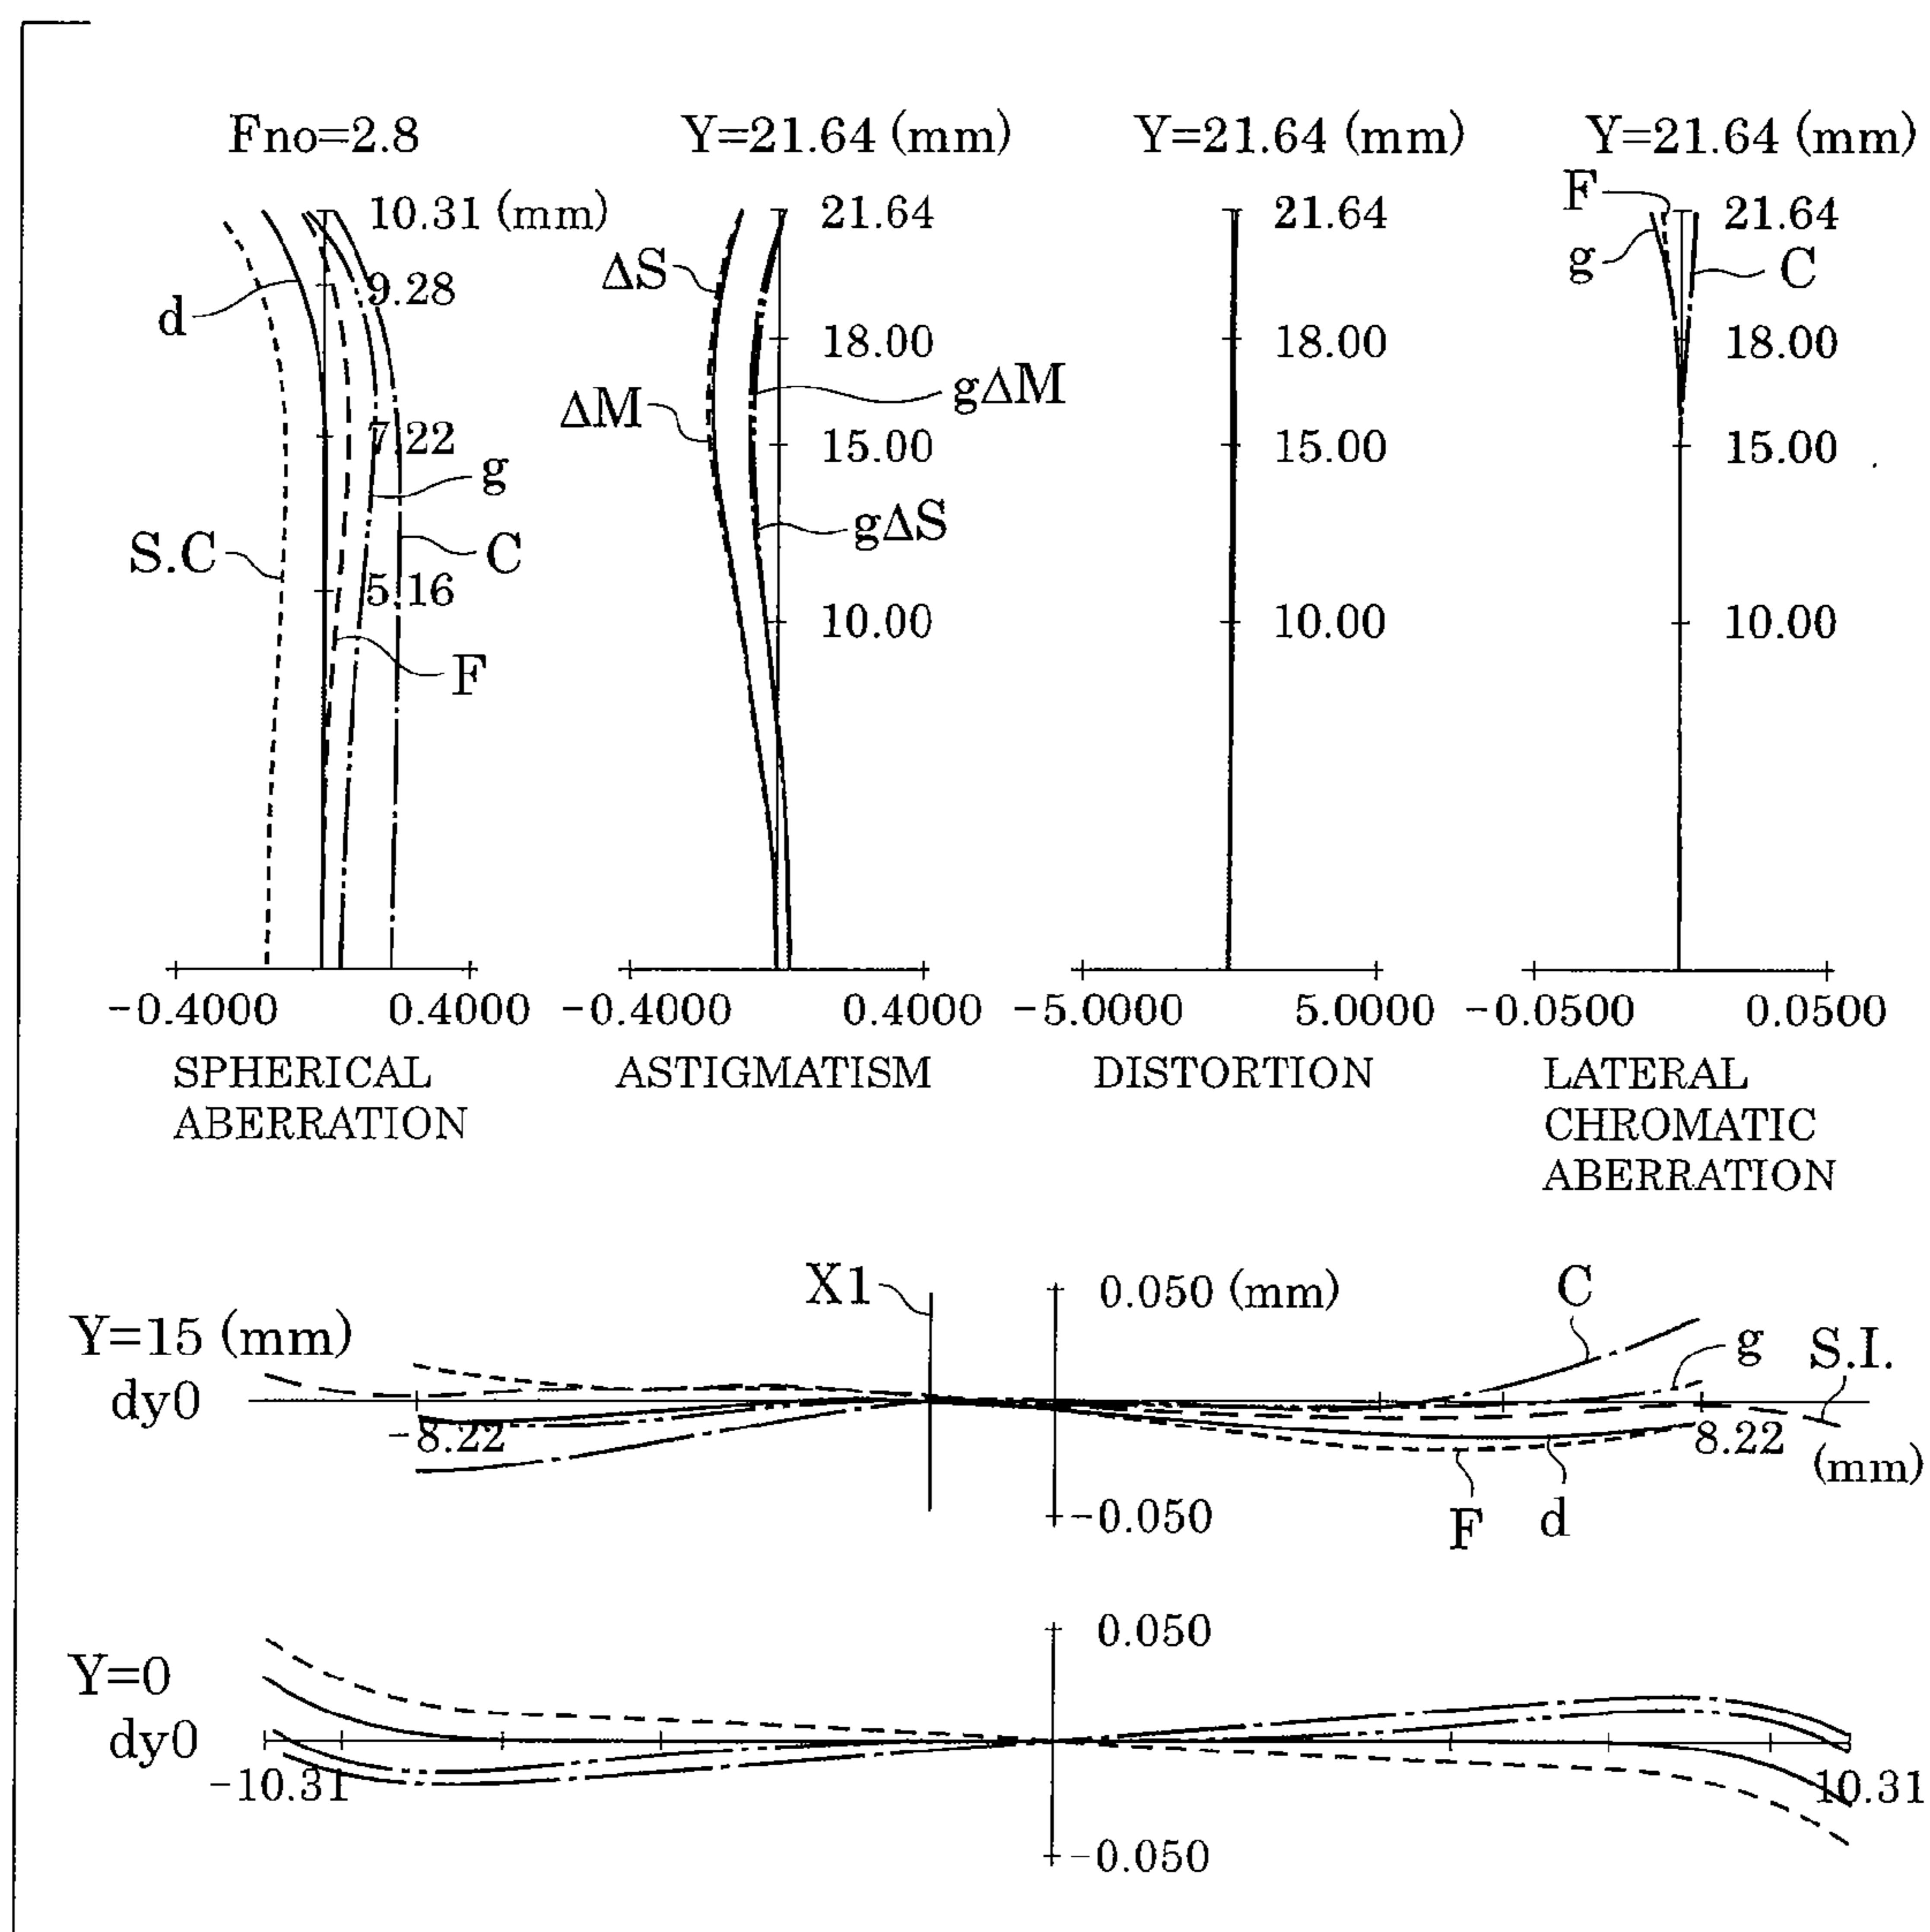 Fno=2.8
Y=21.64 (mm)
Y=21.64 (mm)
Y=21.64 (mm)
10.31 (mm)
9.28
7.22
5.16
d
S.C
g
C
F
21.64
18.00
15.00
10.00
ΔS
ΔM
gΔM
gΔS
21.64
18.00
15.00
10.00
F
g
C
21.64
18.00
15.00
10.00
-0.4000
0.4000
-0.4000
0.4000
-5.0000
5.0000
-0.0500
0.0500
SPHERICAL
ABERRATION
ASTIGMATISM
DISTORTION
LATERAL
CHROMATIC
ABERRATION
Y=15 (mm)
dy0
X1
0.050 (mm)
C
g
S.I.
-8.22
8.22
(mm)
-0.050
F
d
Y=0
dy0
0.050
-10.31
10.31
-0.050